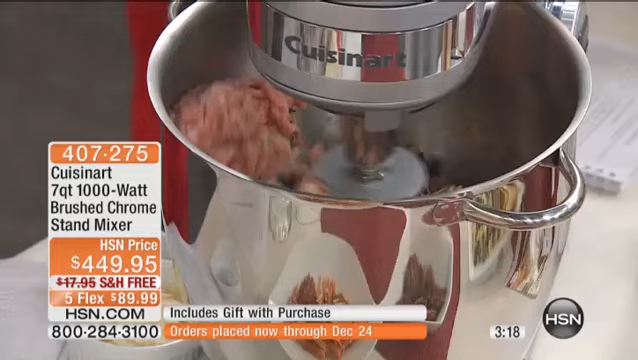 Cuisinart
407-275
Cuisinart
7qt 1000-Watt
Brushed Chrome
Stand Mixer
HSN Price
$449.95
$17.95 S&H FREE
5 Flex $89.99
HSN.COM
800-284-3100
Includes Gift with Purchase
Orders placed now through Dec 24
3:18
HSN